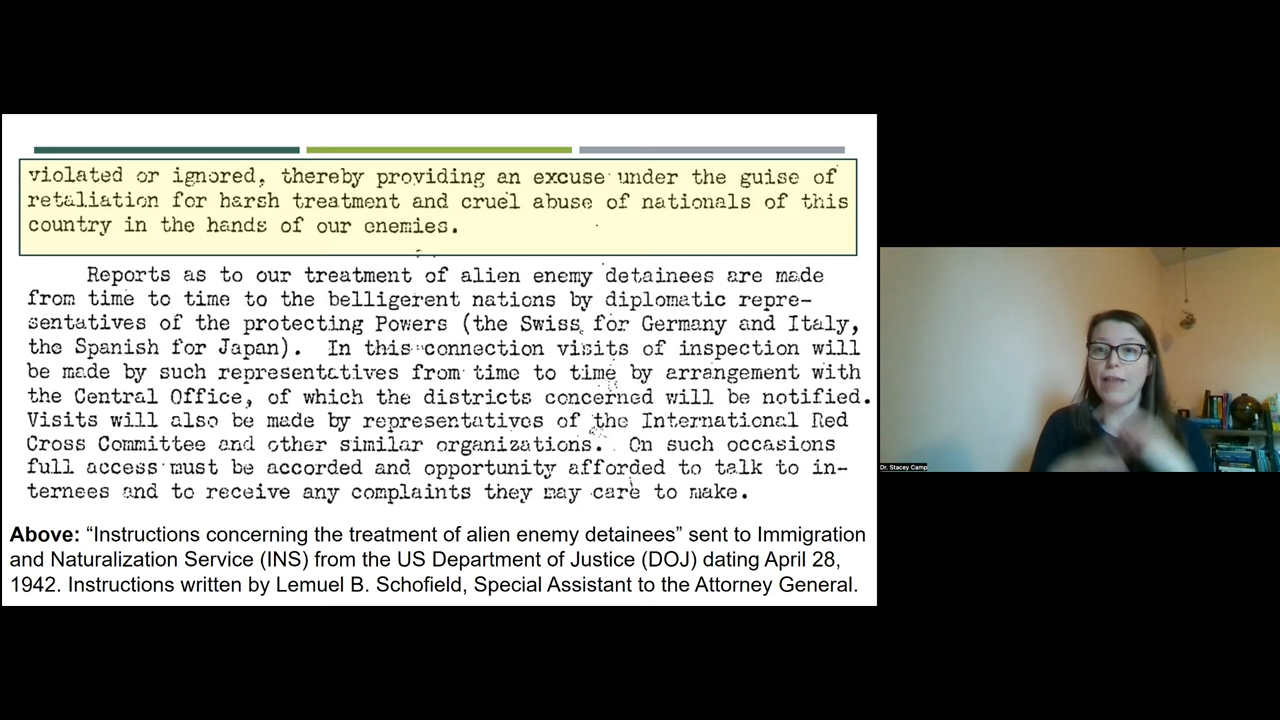 violated or ignored, thereby providing an excuse under the guise of
retaliation for harsh treatment and cruel abuse of nationals of this
country in the hands of our enemies.
Reports as to our treatment of alien enemy detainees are made
from time to time to the belligerent nations by diplomatic repre-
sentatives of the protecting Powers (the Swiss for Germany and Italy,
the Spanish for Japan). In this connection visits of inspection will
be made by such representatives from time to time by arrangement with
the Central Office, of which the districts concerned will be notified.
Visits will also be made by representatives of the International Red
Cross Committee and other similar organizations. On such occasions
full access must be accorded and opportunity afforded to talk to in-
ternees and to receive any complaints they may care to make.
Above: “Instructions concerning the treatment of alien enemy detainees” sent to Immigration
and Naturalization Service (INS) from the US Department of Justice (DOJ) dating April 28,
1942. Instructions written by Lemuel B. Schofield, Special Assistant to the Attorney General.
Dr. Stacey Camp